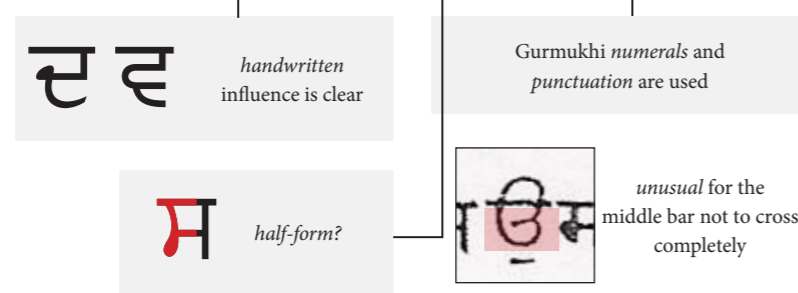 ਦ ਵ
handwritten
influence is clear
Gurmukhi numerals and
punctuation are used
ਸ
half-form?
ਉ
unusual for the
middle bar not to cross
completely